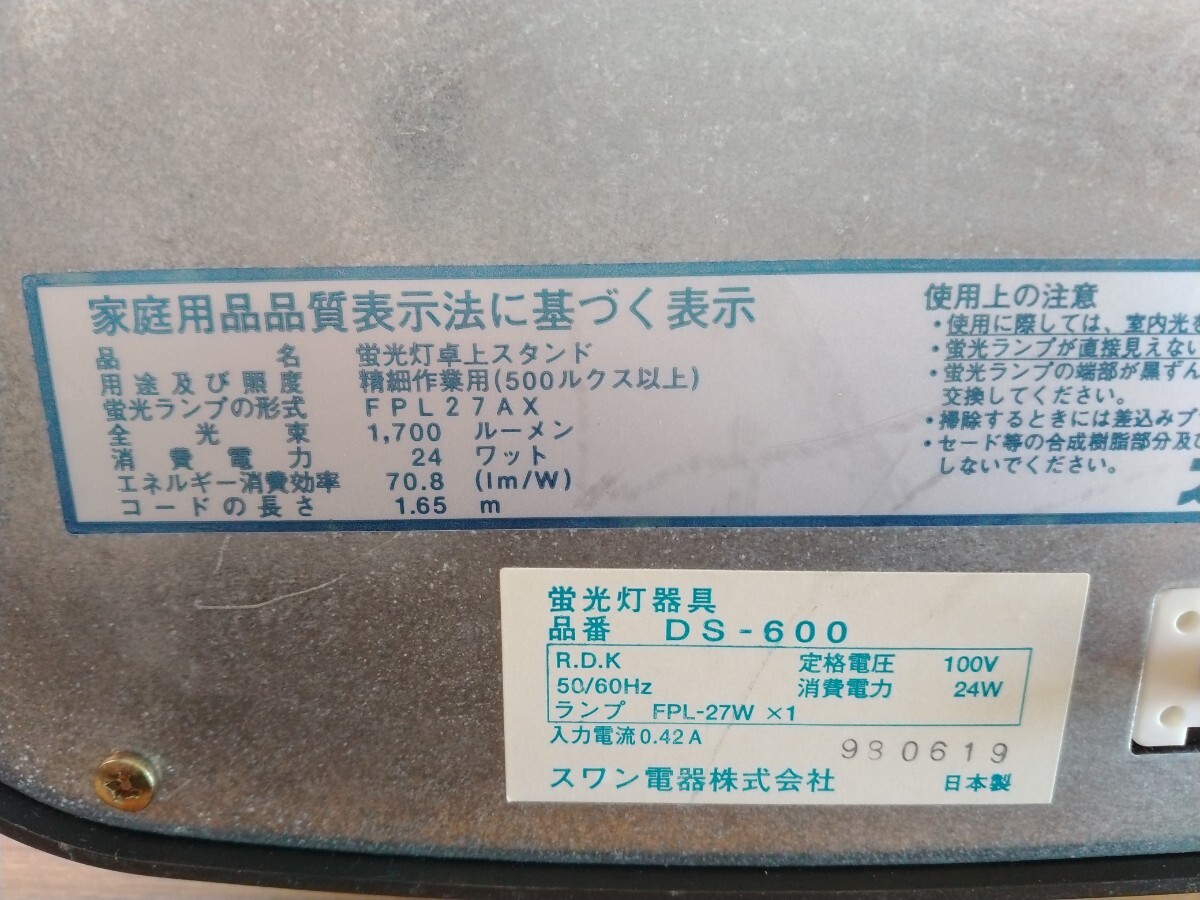 家庭用品品質表示法に基づく表示
品名 蛍光灯卓上スタンド
用途及び照度 精細作業用(500ルクス以上)
蛍光ランプの形式 FPL27AX
全光束 1,700 ルーメン
消費電力 24 ワット
エネルギー消費効率 70.8 (lm/W)
コードの長さ 1.65 m
使用上の注意
・使用に際しては、室内光
・蛍光ランプが直接見えない
・蛍光ランプの端部が黒ずん
交換してください。
・掃除するときには差込みプ
・セード等の合成樹脂部分及
しないでください。
蛍光灯器具
品番 DS-600
R.D.K 定格電圧 100V
50/60Hz 消費電力 24W
ランプ FPL-27W ×1
入力電流0.42A
980619
スワン電器株式会社 日本製